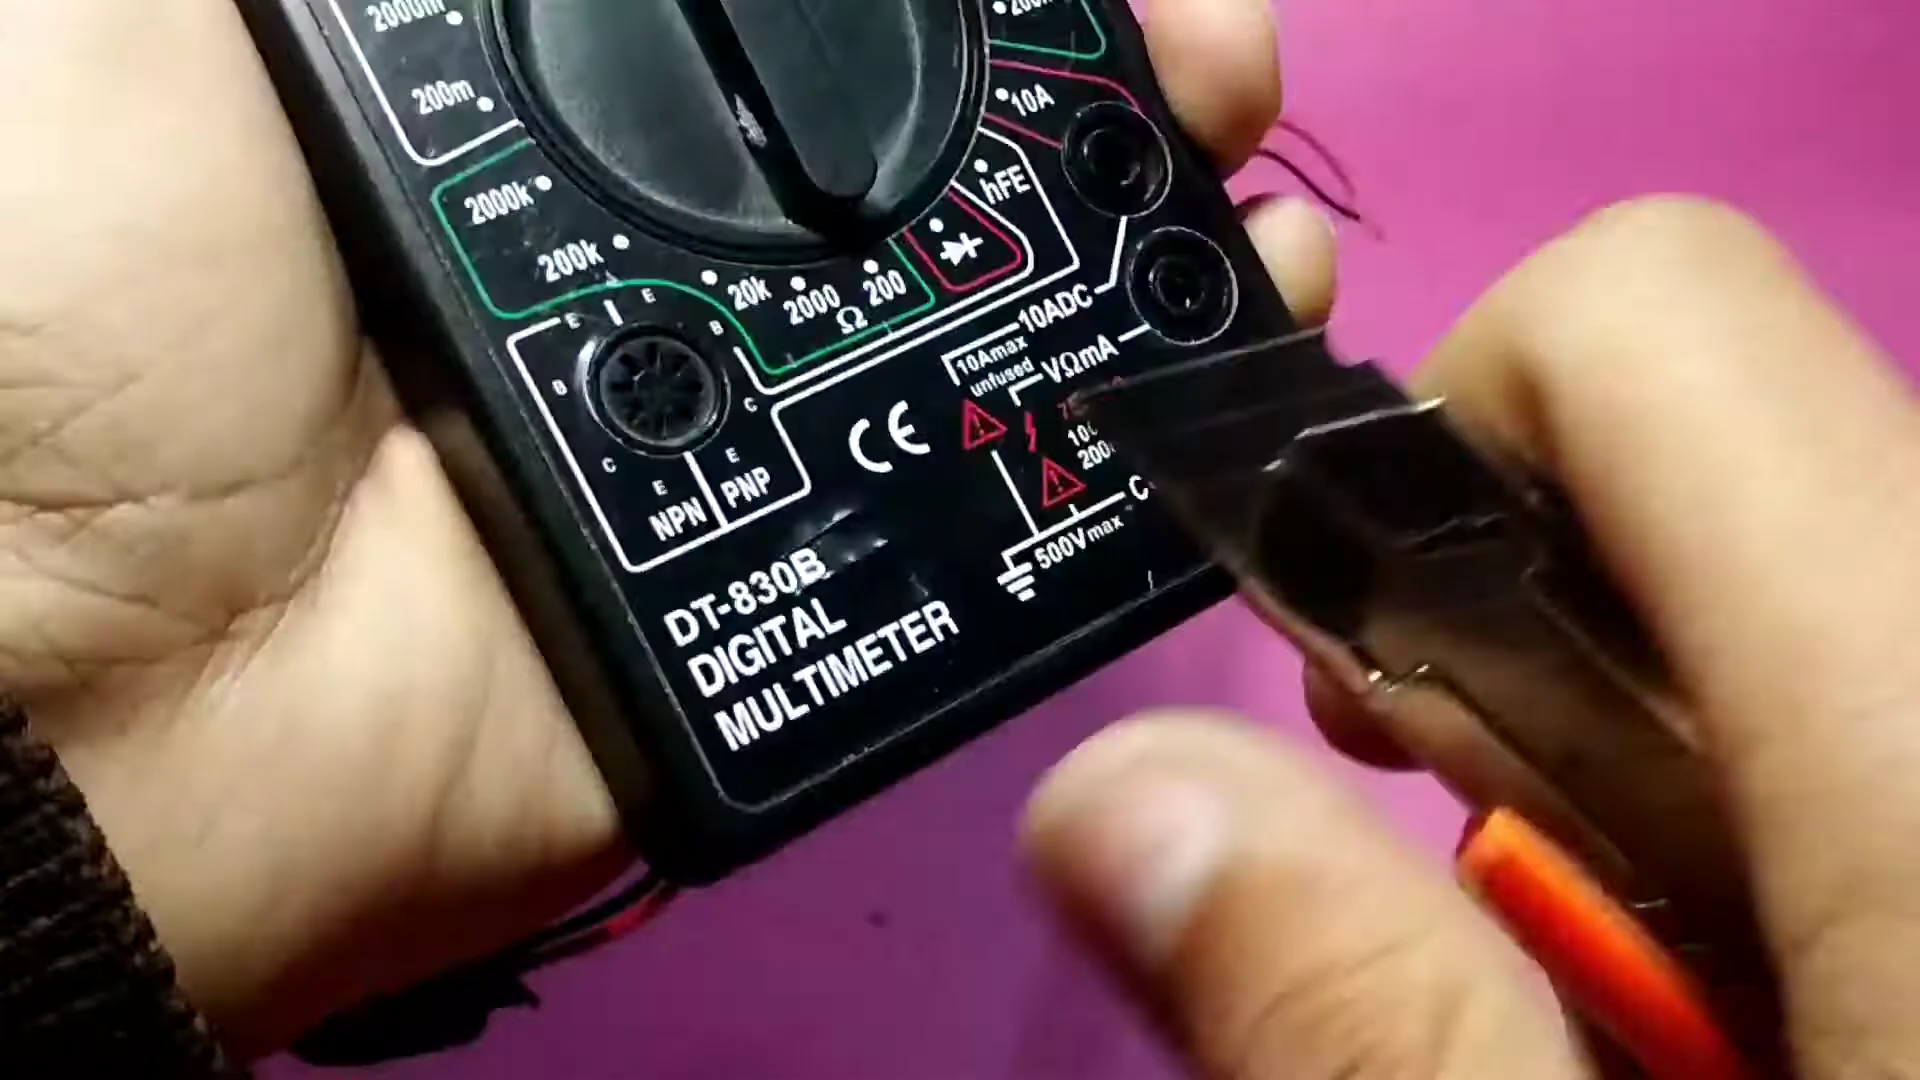 2000m
200m
2000k
200k
20k
2000
200
Ω
10A
hFE
10ADC
10Amax
unfused
VΩmA
E
E
B
B
C
C
E
E
NPN
PNP
CE
500Vmax
DT-830B
DIGITAL
MULTIMETER